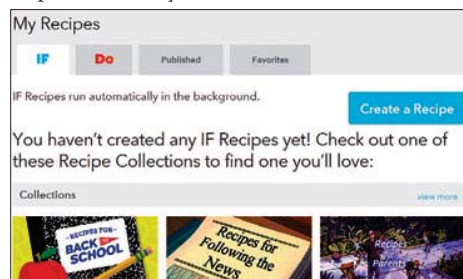 My Recipes
IF Do Published Favorites
IF Recipes run automatically in the background.
Create a Recipe
You haven't created any IF Recipes yet! Check out one of
these Recipe Collections to find one you'll love:
Collections view more
RECIPES FOR
BACK TO
SCHOOL
Recipes for
Following the
News
Recipes
Parents